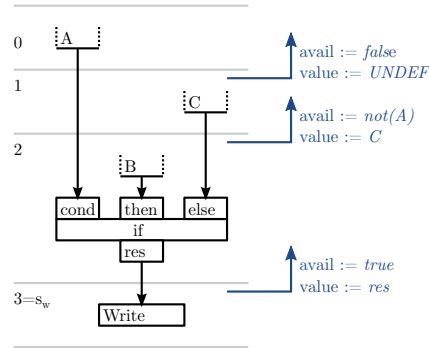 0
A
avail := false
value := UNDEF
1
C
avail := not(A)
value := C
2
B
cond then else
if
res
avail := true
value := res
3=s_w
Write